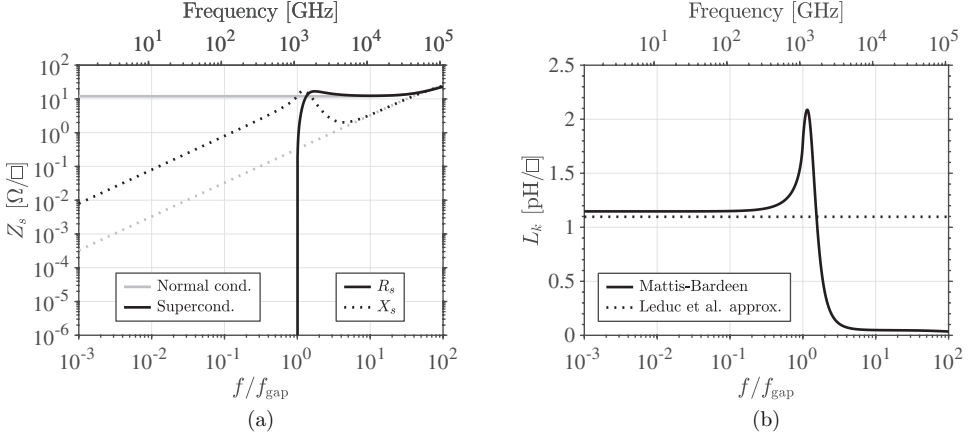 Frequency [GHz]
10^1 10^2 10^3 10^4 10^5
Z_s [Ω/□]
10^2
10^1
10^0
10^-1
10^-2
10^-3
10^-4
10^-5
10^-6
Normal cond.
Supercond.
R_s
X_s
10^-3 10^-2 10^-1 10^0 10^1 10^2
f/f_gap
(a)
Frequency [GHz]
10^1 10^2 10^3 10^4 10^5
L_k [pH/□]
2.5
2
1.5
1
0.5
0
Mattis-Bardeen
Leduc et al. approx.
10^-3 10^-2 10^-1 10^0 10^1 10^2
f/f_gap
(b)